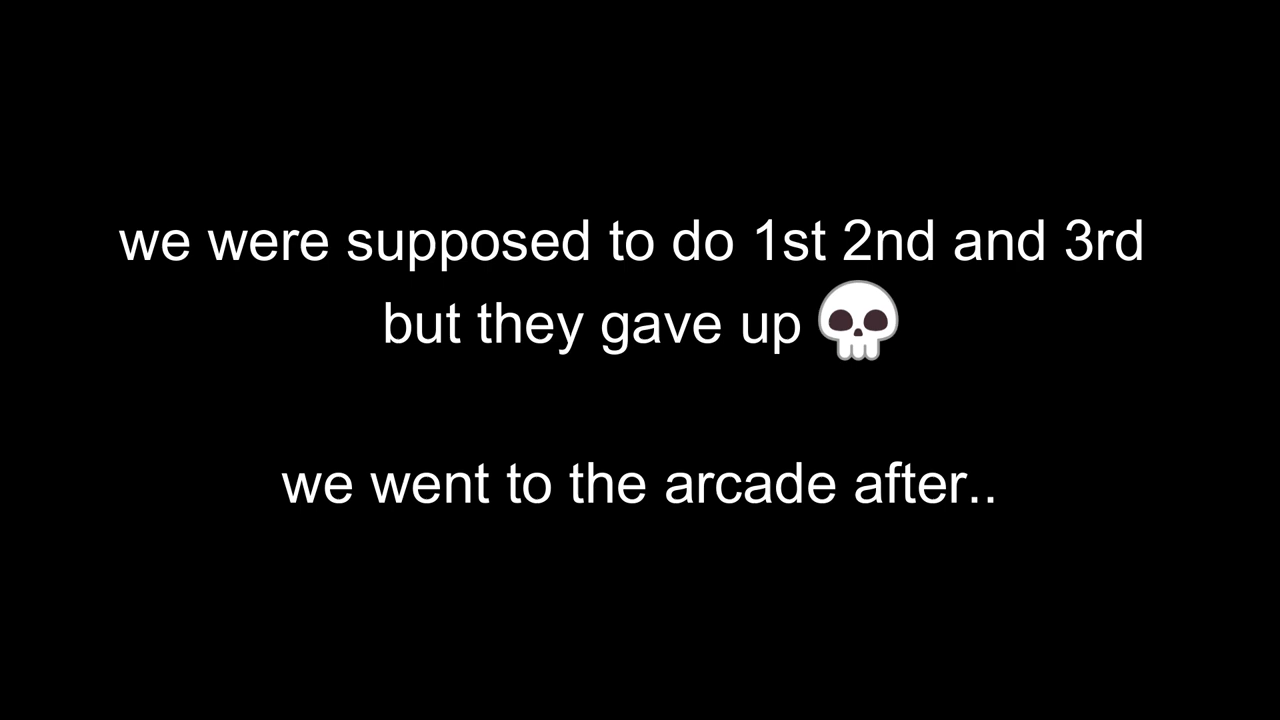 we were supposed to do 1st 2nd and 3rd
but they gave up 💀
we went to the arcade after..